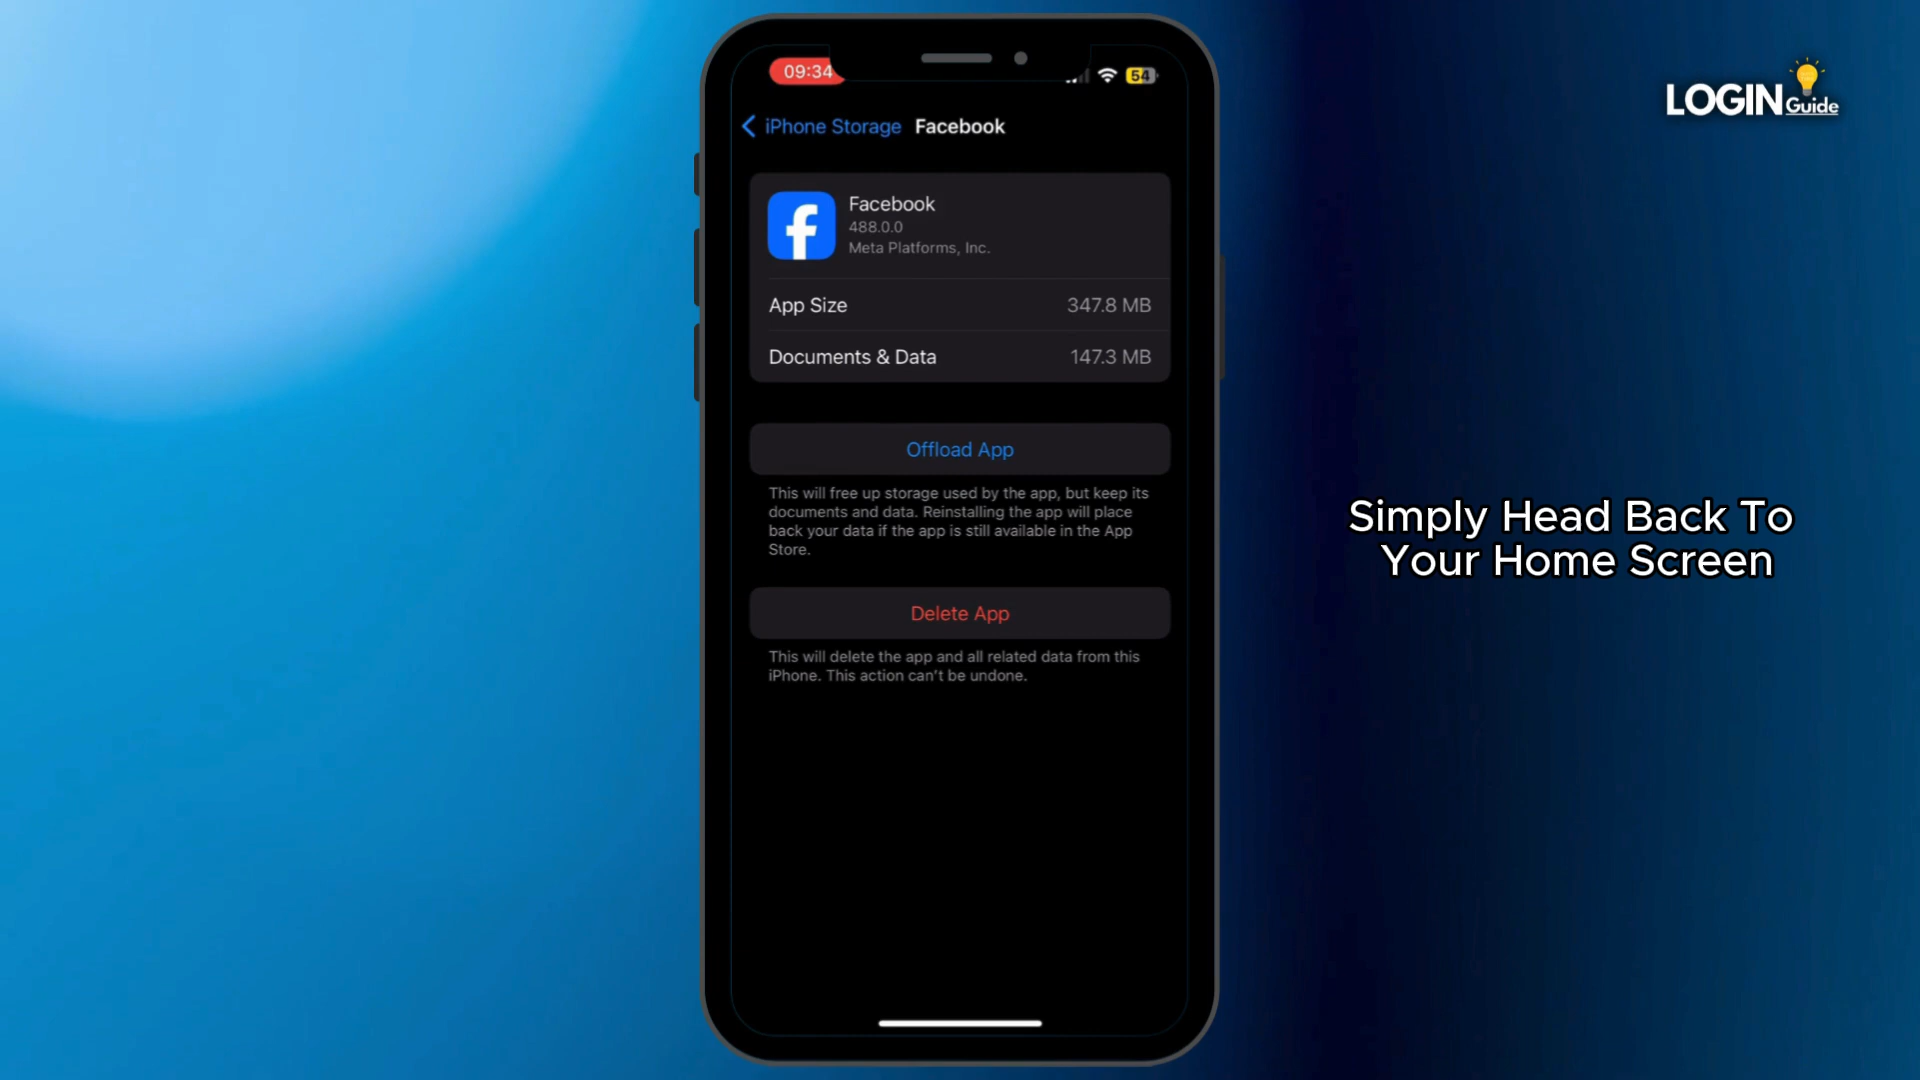 09:34
54
LOGIN Guide
iPhone Storage Facebook
Facebook
488.0.0
Meta Platforms, Inc.
App Size 347.8 MB
Documents & Data 147.3 MB
Offload App
This will free up storage used by the app, but keep its
documents and data. Reinstalling the app will place
back your data if the app is still available in the App
Store.
Delete App
This will delete the app and all related data from this
iPhone. This action can't be undone.
Simply Head Back To
Your Home Screen